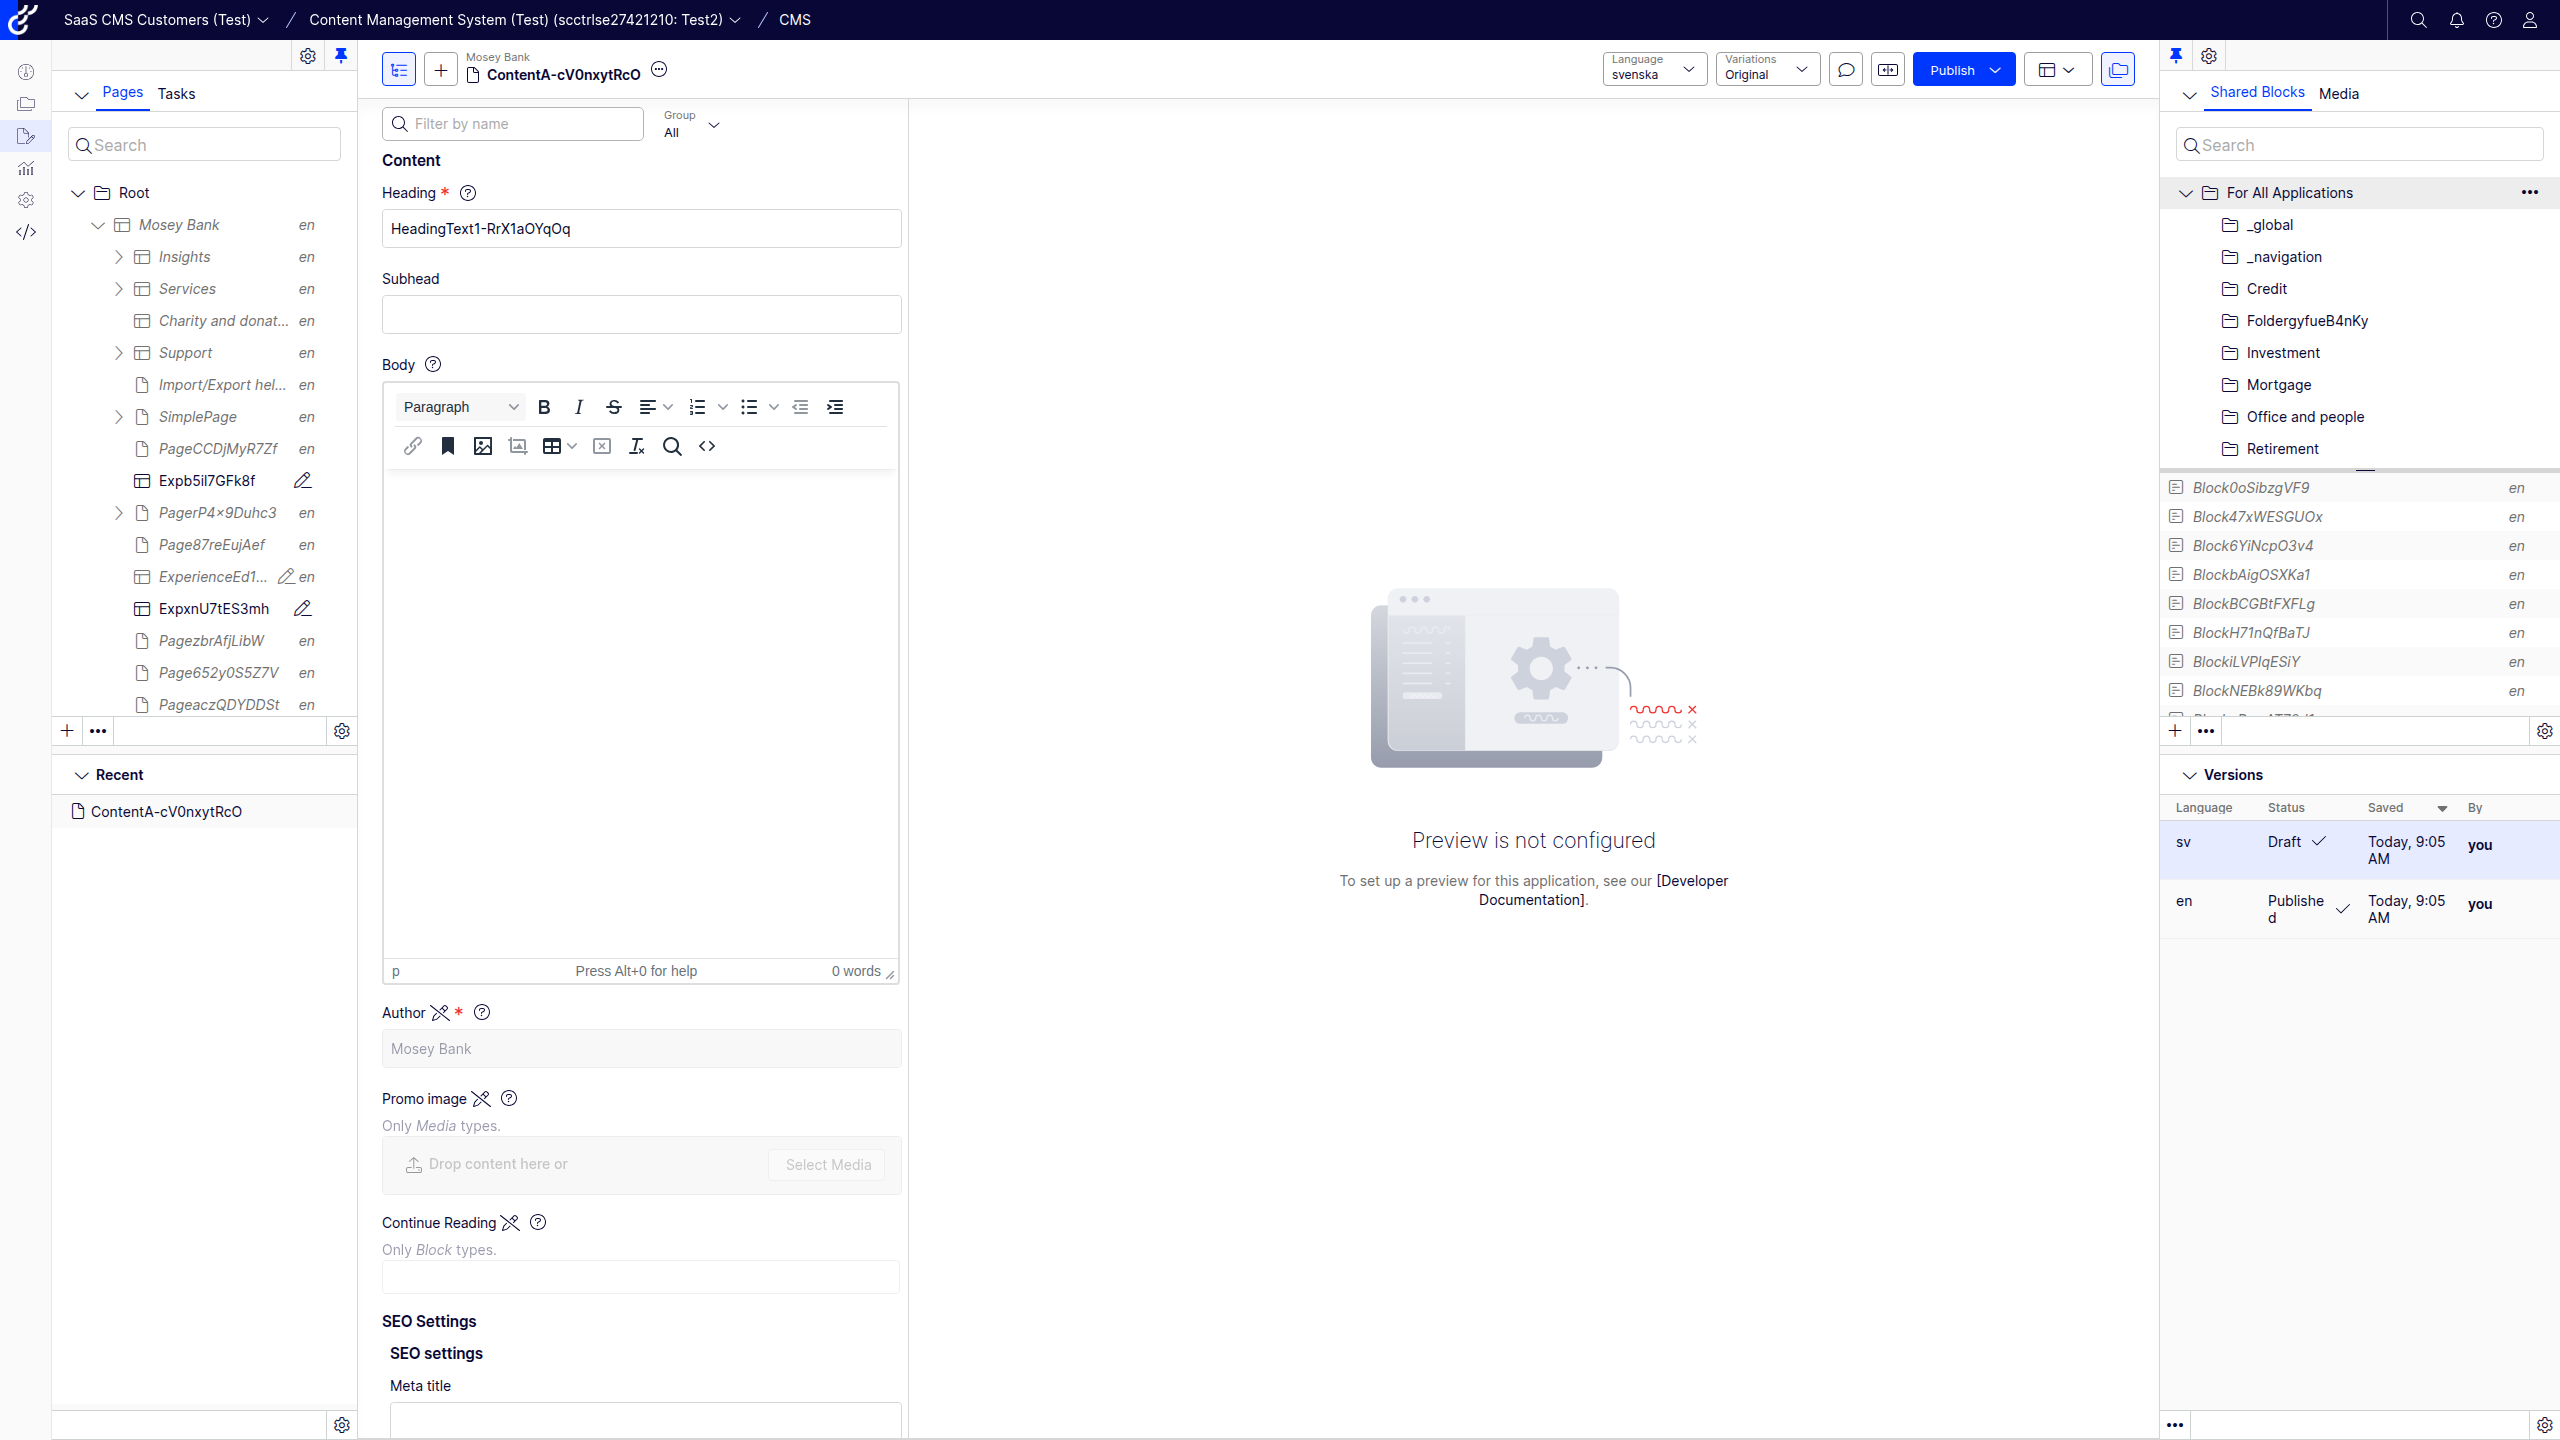 SaaS CMS Customers (Test)
Content Management System (Test) (scctrlse27421210: Test2)
CMS
Pages
Tasks
Search
Root
Mosey Bank en
Insights en
Services en
Charity and donat... en
Support en
Import/Export hel... en
SimplePage en
PageCCDjMyR7Zf en
Expb5il7GFk8f
PagerP4x9Duhc3 en
Page87reEujAef en
ExperienceEd1... en
ExpxnU7tES3mh
PagezbrAfjLibW en
Page652y0S5Z7V en
PageaczQDYDDSt en
Recent
ContentA-cV0nxytRcO
Mosey Bank
ContentA-cV0nxytRcO
Language
svenska
Variations
Original
Publish
Filter by name
Group
All
Content
Heading *
HeadingText1-RrX1aOYqOq
Subhead
Body
Paragraph
p
Press Alt+0 for help
0 words
Author *
Mosey Bank
Promo image
Only Media types.
Drop content here or
Select Media
Continue Reading
Only Block types.
SEO Settings
SEO settings
Meta title
Preview is not configured
To set up a preview for this application, see our [Developer
Documentation].
Shared Blocks
Media
Search
For All Applications
_global
_navigation
Credit
FoldergyfueB4nKy
Investment
Mortgage
Office and people
Retirement
Block0oSibzgVF9 en
Block47xWESGUOx en
Block6YiNcpO3v4 en
BlockbAigOSXKa1 en
BlockBCGBtFXFLg en
BlockH71nQfBaTJ en
BlockiLVPlqESiY en
BlockNEBk89WKbq en
Versions
Language Status Saved By
sv Draft Today, 9:05 you
AM
en Publishe Today, 9:05 you
d AM